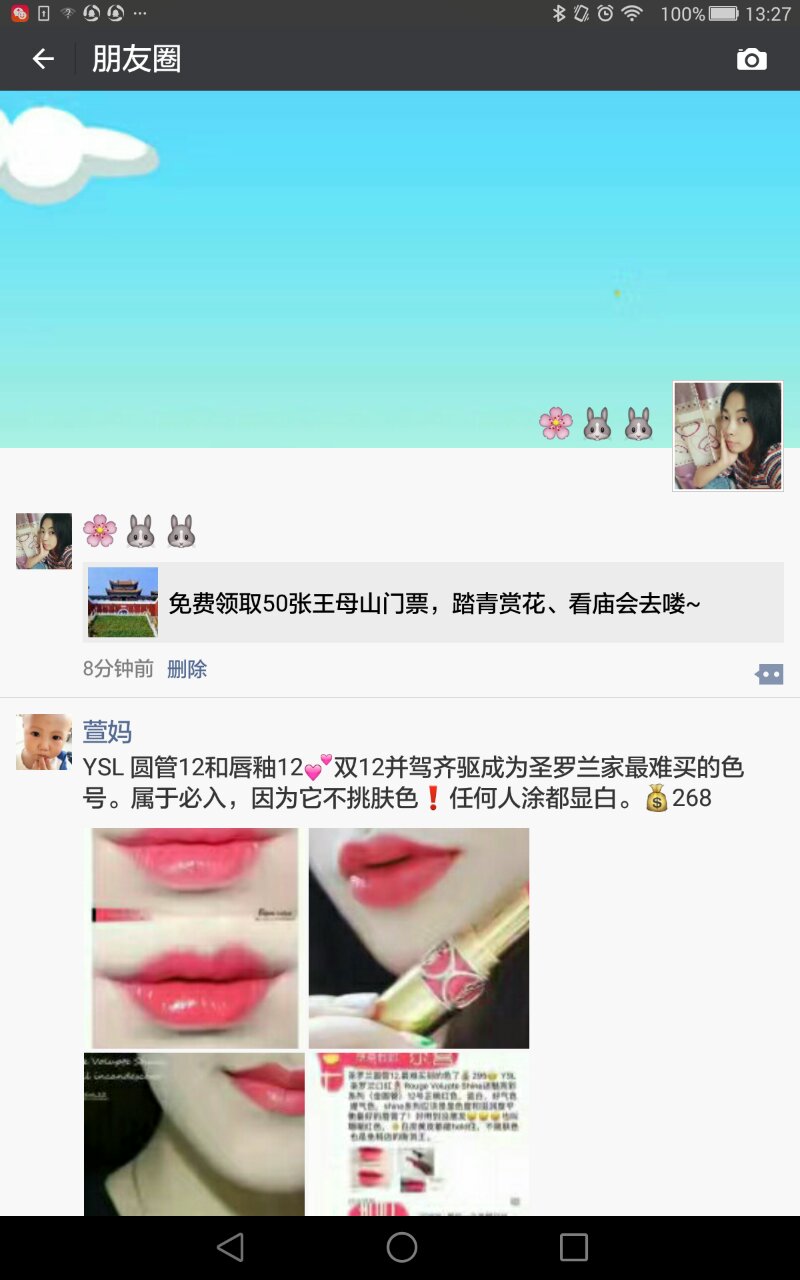 100% 13:27
朋友圈
🌸🐰🐰
🌸🐰🐰
免费领取50张王母山门票，踏青赏花、看庙会去喽~
8分钟前 删除
萱妈
YSL 圆管12和唇釉12💕双12并驾齐驱成为圣罗兰家最难买的色
号。属于必入，因为它不挑肤色❗任何人涂都显白。💰268